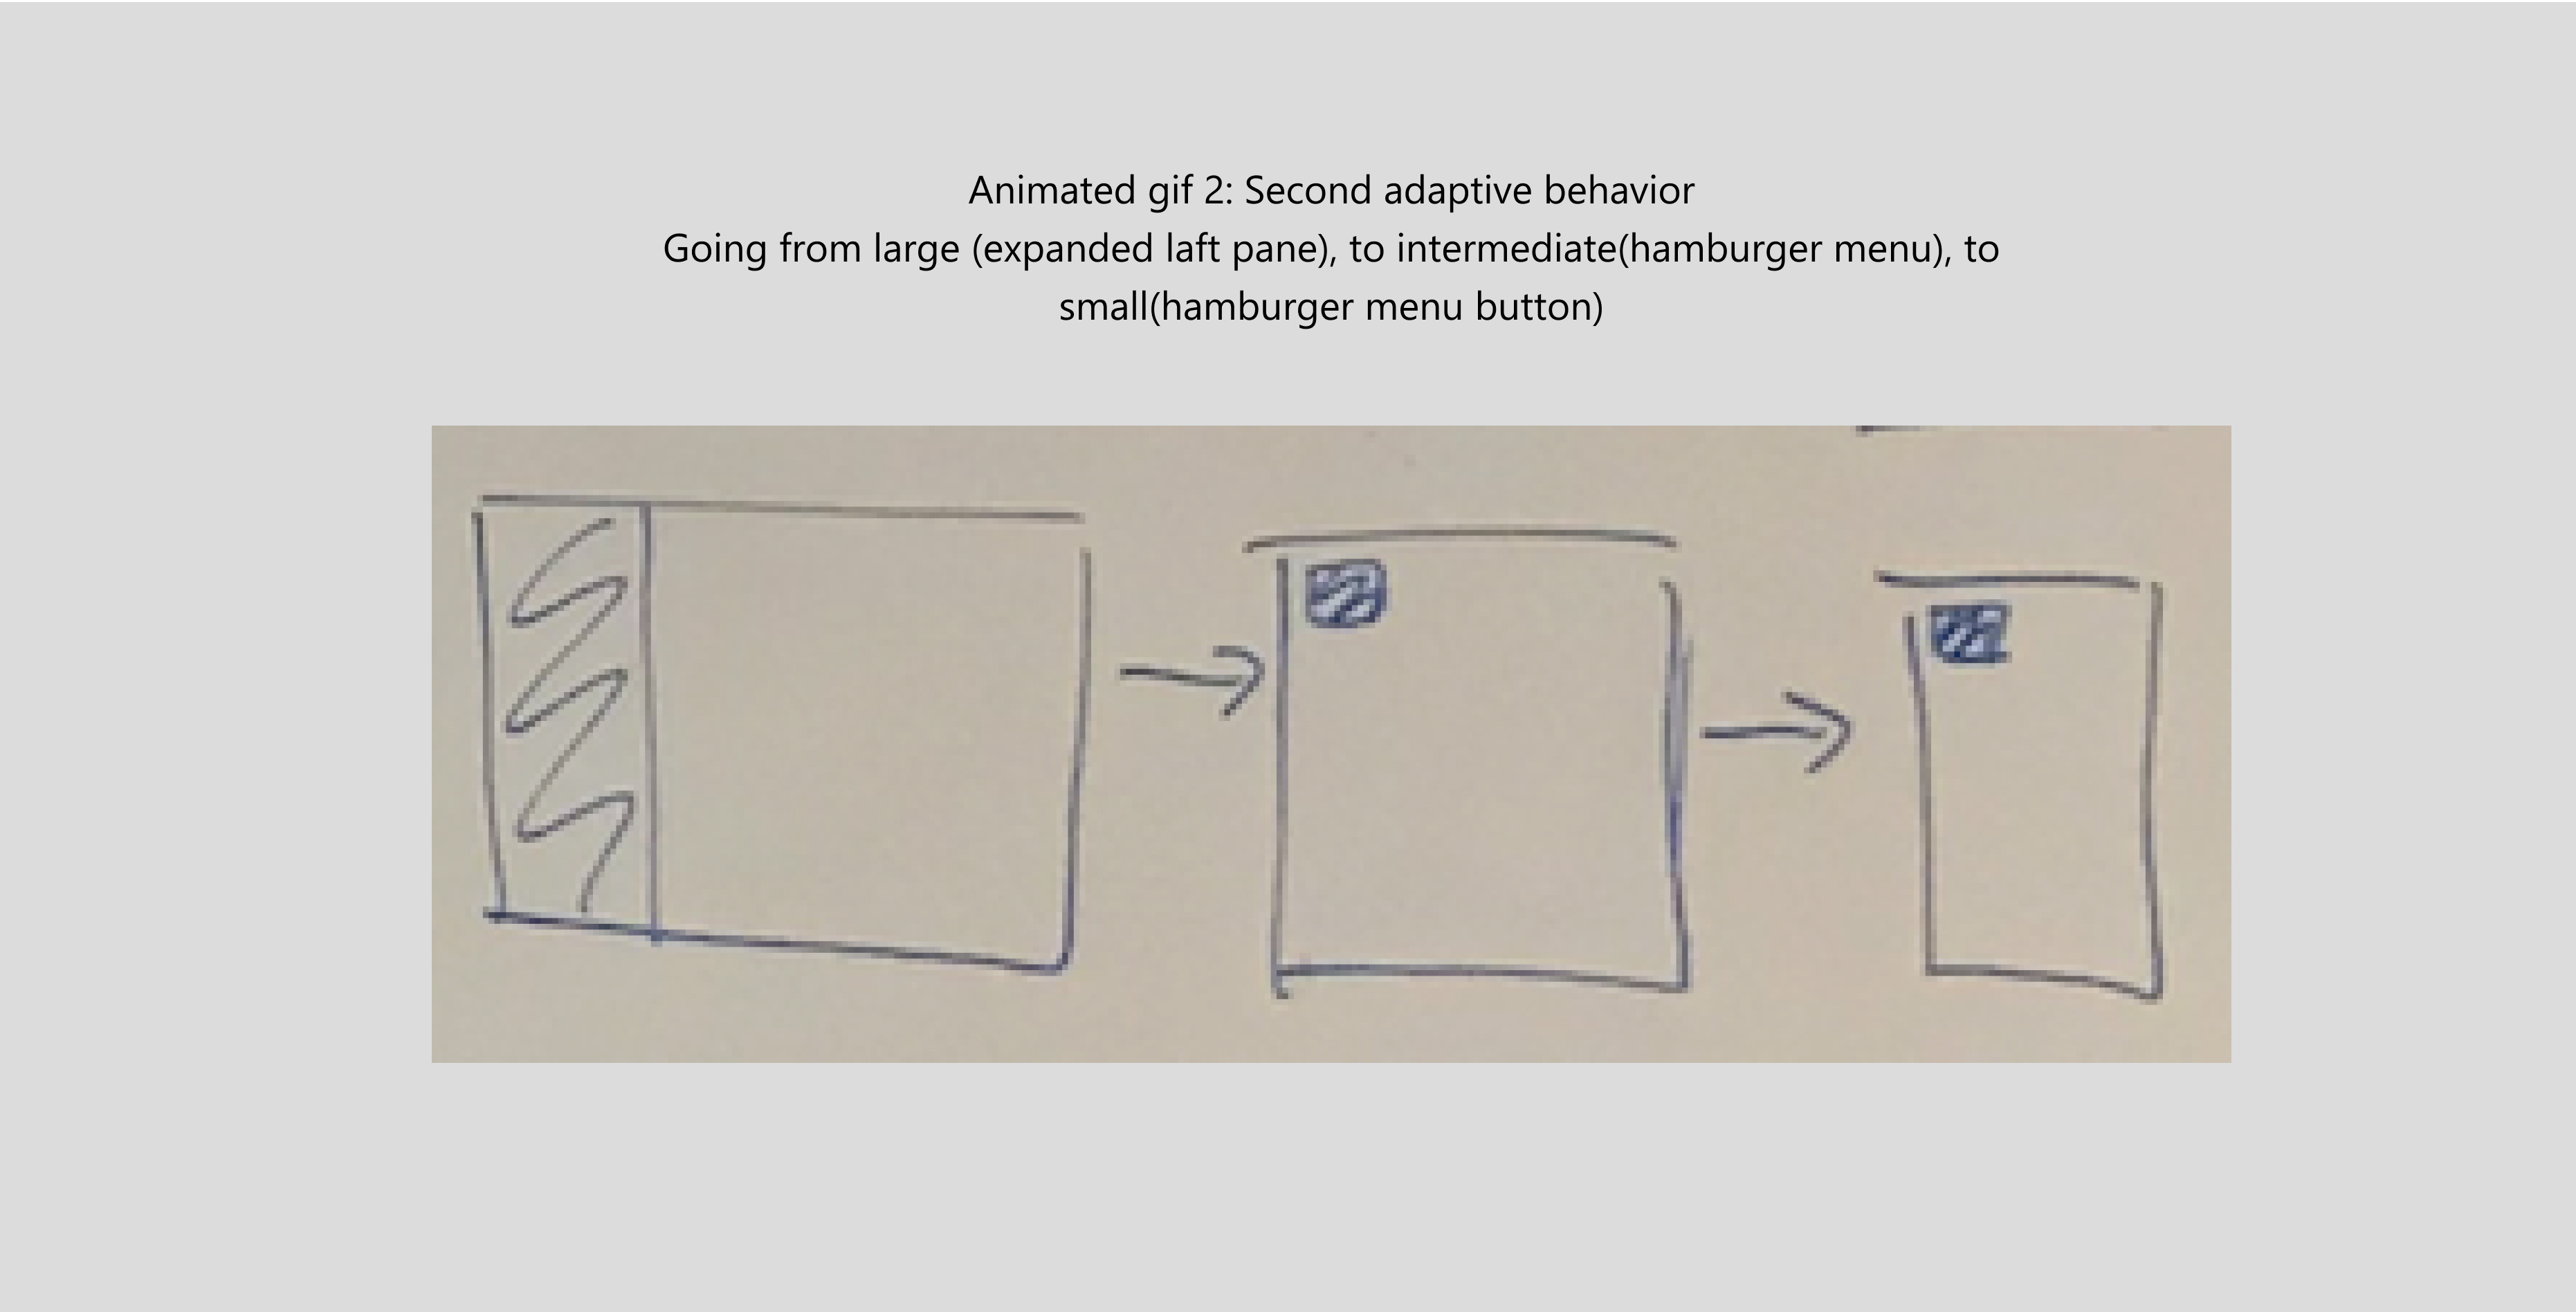 Animated gif 2: Second adaptive behavior
Going from large (expanded laft pane), to intermediate(hamburger menu), to
small(hamburger menu button)